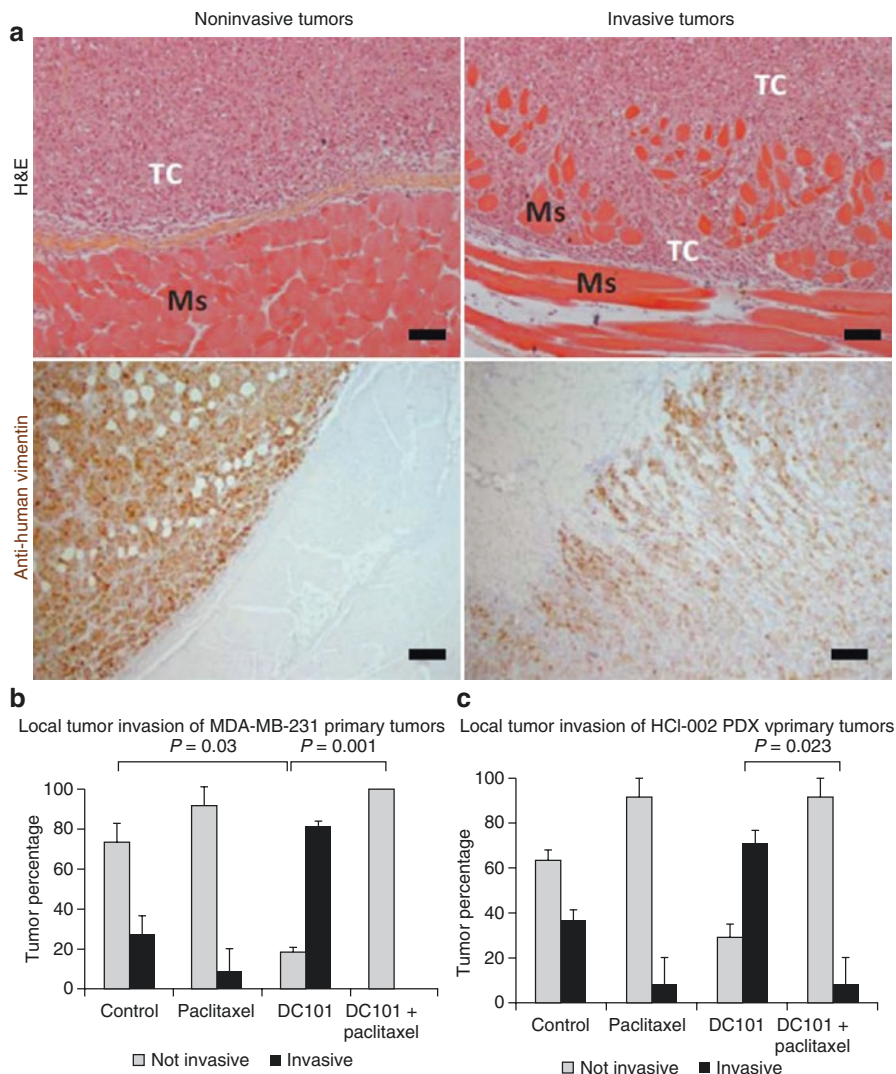 Noninvasive tumors
Invasive tumors
a
H&E
TC
Ms
TC
Ms
TC
Ms
Anti-human vimentin
b
Local tumor invasion of MDA-MB-231 primary tumors
P = 0.03
P = 0.001
Tumor percentage
100
80
60
40
20
0
Control
Paclitaxel
DC101
DC101 +
paclitaxel
Not invasive
Invasive
c
Local tumor invasion of HCl-002 PDX vprimary tumors
P = 0.023
Tumor percentage
100
80
60
40
20
0
Control
Paclitaxel
DC101
DC101 +
paclitaxel
Not invasive
Invasive